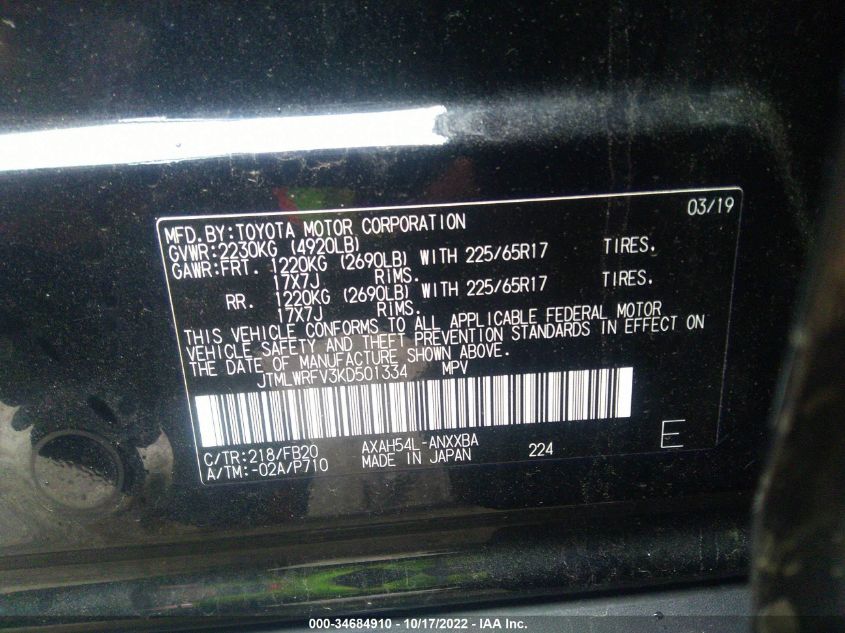 03/19
MFD.BY:TOYOTA MOTOR CORPORATION
GVWR:2230KG (4920LB)
GAWR:FRT. 1220KG (2690LB) WITH 225/65R17 TIRES.
17X7J RIMS.
RR. 1220KG (2690LB) WITH 225/65R17 TIRES.
17X7J RIMS.
THIS VEHICLE CONFORMS TO ALL APPLICABLE FEDERAL MOTOR
VEHICLE SAFETY AND THEFT PREVENTION STANDARDS IN EFFECT ON
THE DATE OF MANUFACTURE SHOWN ABOVE.
JTMLWRFV3KD501334 MPV
C/TR:218/FB20 AXAH54L-ANXXBA 224 E
A/TM:-02A/P710 MADE IN JAPAN
000-34684910 - 10/17/2022 - IAA Inc.